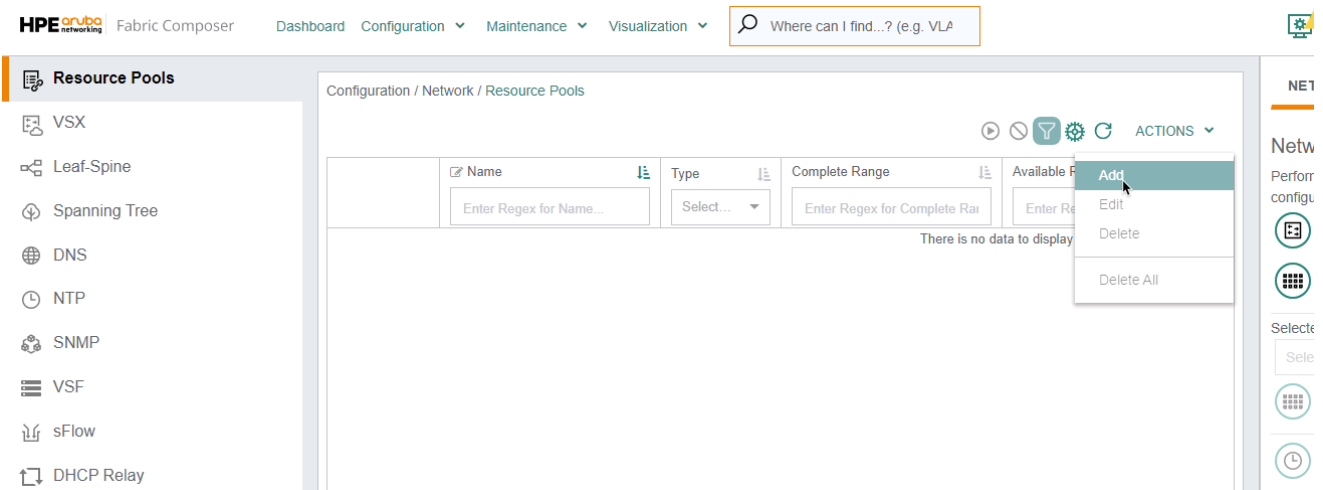 HPE aruba networking Fabric Composer Dashboard Configuration Maintenance Visualization Where can I find...? (e.g. VLA
Resource Pools
VSX
Leaf-Spine
Spanning Tree
DNS
NTP
SNMP
VSF
sFlow
DHCP Relay
Configuration / Network / Resource Pools
ACTIONS
Name Type Complete Range Available
Enter Regex for Name... Select... Enter Regex for Complete Rar Enter Re
There is no data to display
Add
Edit
Delete
Delete All
NET
Netw
Perforr
configu
Selecte
Sele